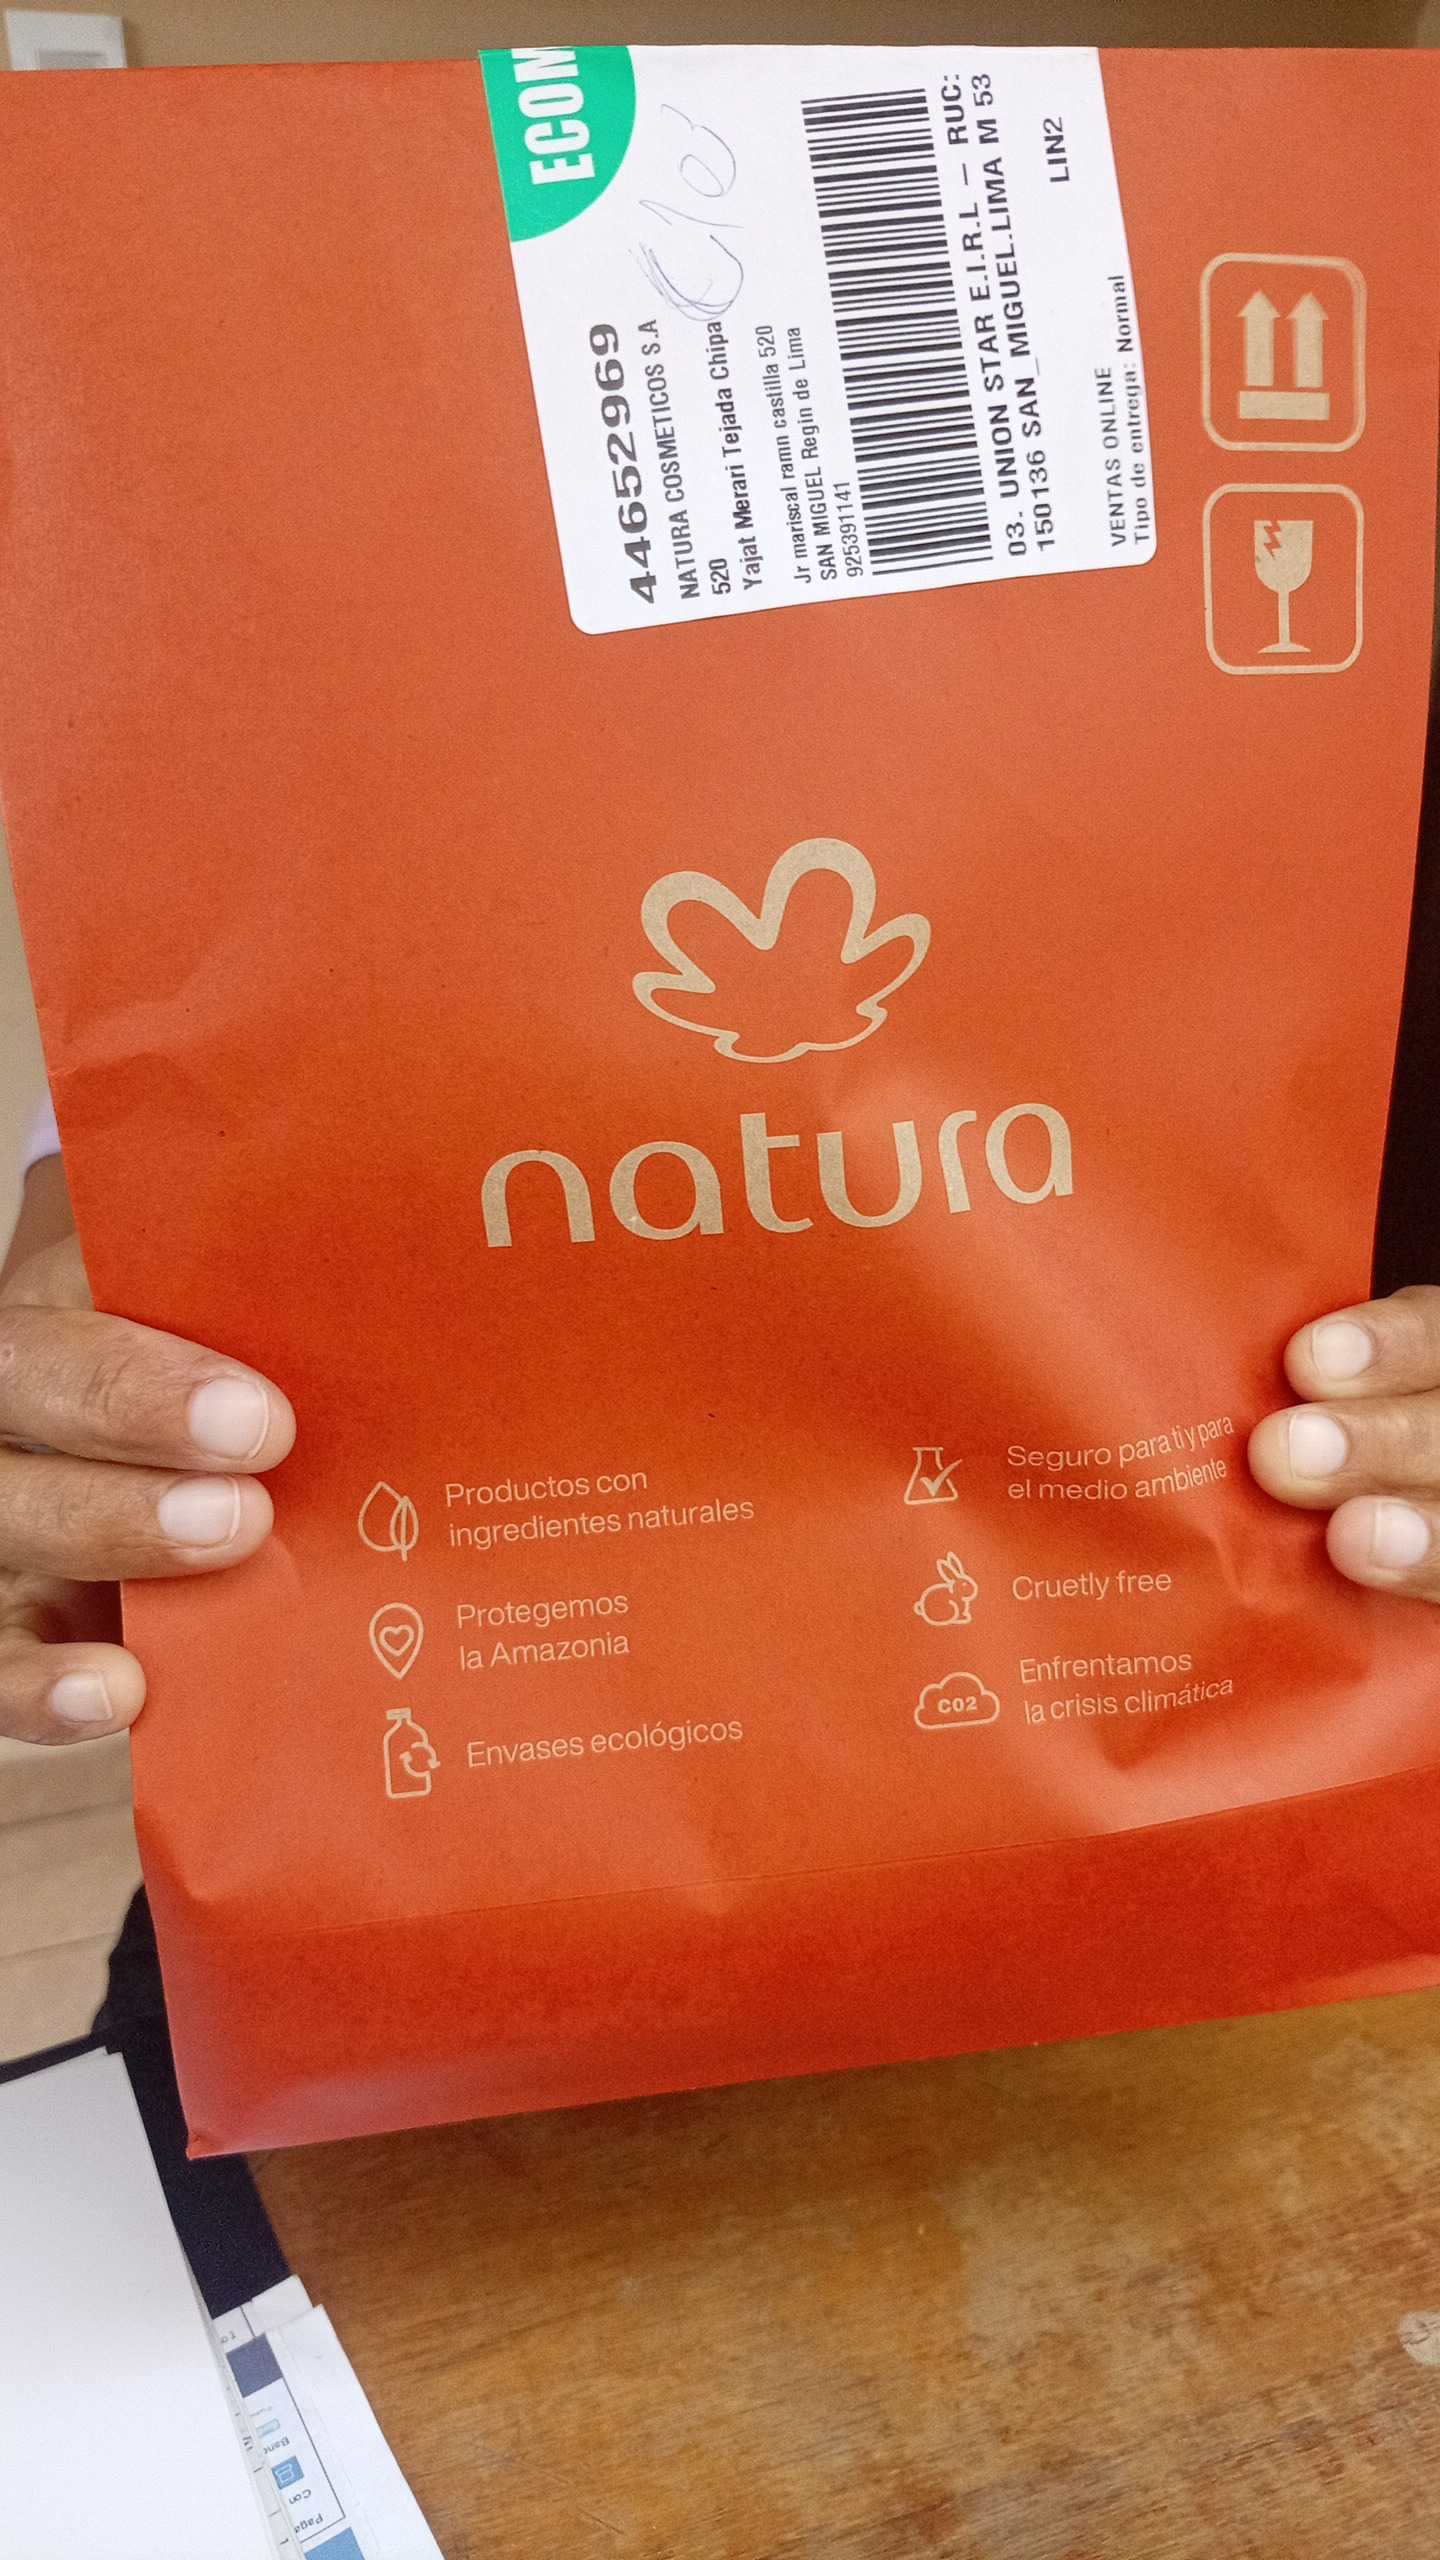 ECOM
44652969
NATURA COSMETICOS S.A
520
Yajat Merari Tejada Chipa
Jr mariscal ramn castilla 520
SAN MIGUEL Regin de Lima
925391141
03. UNION STAR E.I.R.L – RUC:
150136 SAN_MIGUEL.LIMA M 53
LIN2
VENTAS ONLINE
Tipo de entrega: Normal
natura
Productos con
ingredientes naturales
Protegemos
la Amazonia
Envases ecológicos
Seguro para ti y para
el medio ambiente
Cruetly free
CO2
Enfrentamos
la crisis climática